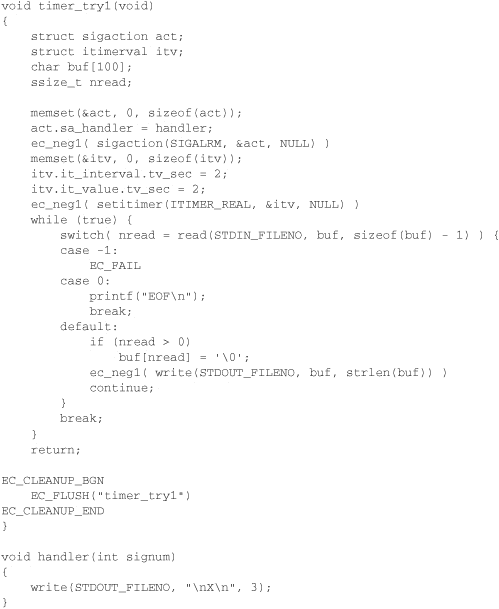 void timer_try1(void)
{
    struct sigaction act;
    struct itimerval itv;
    char buf[100];
    ssize_t nread;

    memset(&act, 0, sizeof(act));
    act.sa_handler = handler;
    ec_neg1( sigaction(SIGALRM, &act, NULL) )
    memset(&itv, 0, sizeof(itv));
    itv.it_interval.tv_sec = 2;
    itv.it_value.tv_sec = 2;
    ec_neg1( setitimer(ITIMER_REAL, &itv, NULL) )
    while (true) {
        switch( nread = read(STDIN_FILENO, buf, sizeof(buf) - 1) ) {
        case -1:
            EC_FAIL
        case 0:
            printf("EOF\n");
            break;
        default:
            if (nread > 0)
                buf[nread] = '\0';
            ec_neg1( write(STDOUT_FILENO, buf, strlen(buf)) )
            continue;
        }
        break;
    }
    return;

EC_CLEANUP_BGN
    EC_FLUSH("timer_try1")
EC_CLEANUP_END
}

void handler(int signum)
{
    write(STDOUT_FILENO, "\nX\n", 3);
}